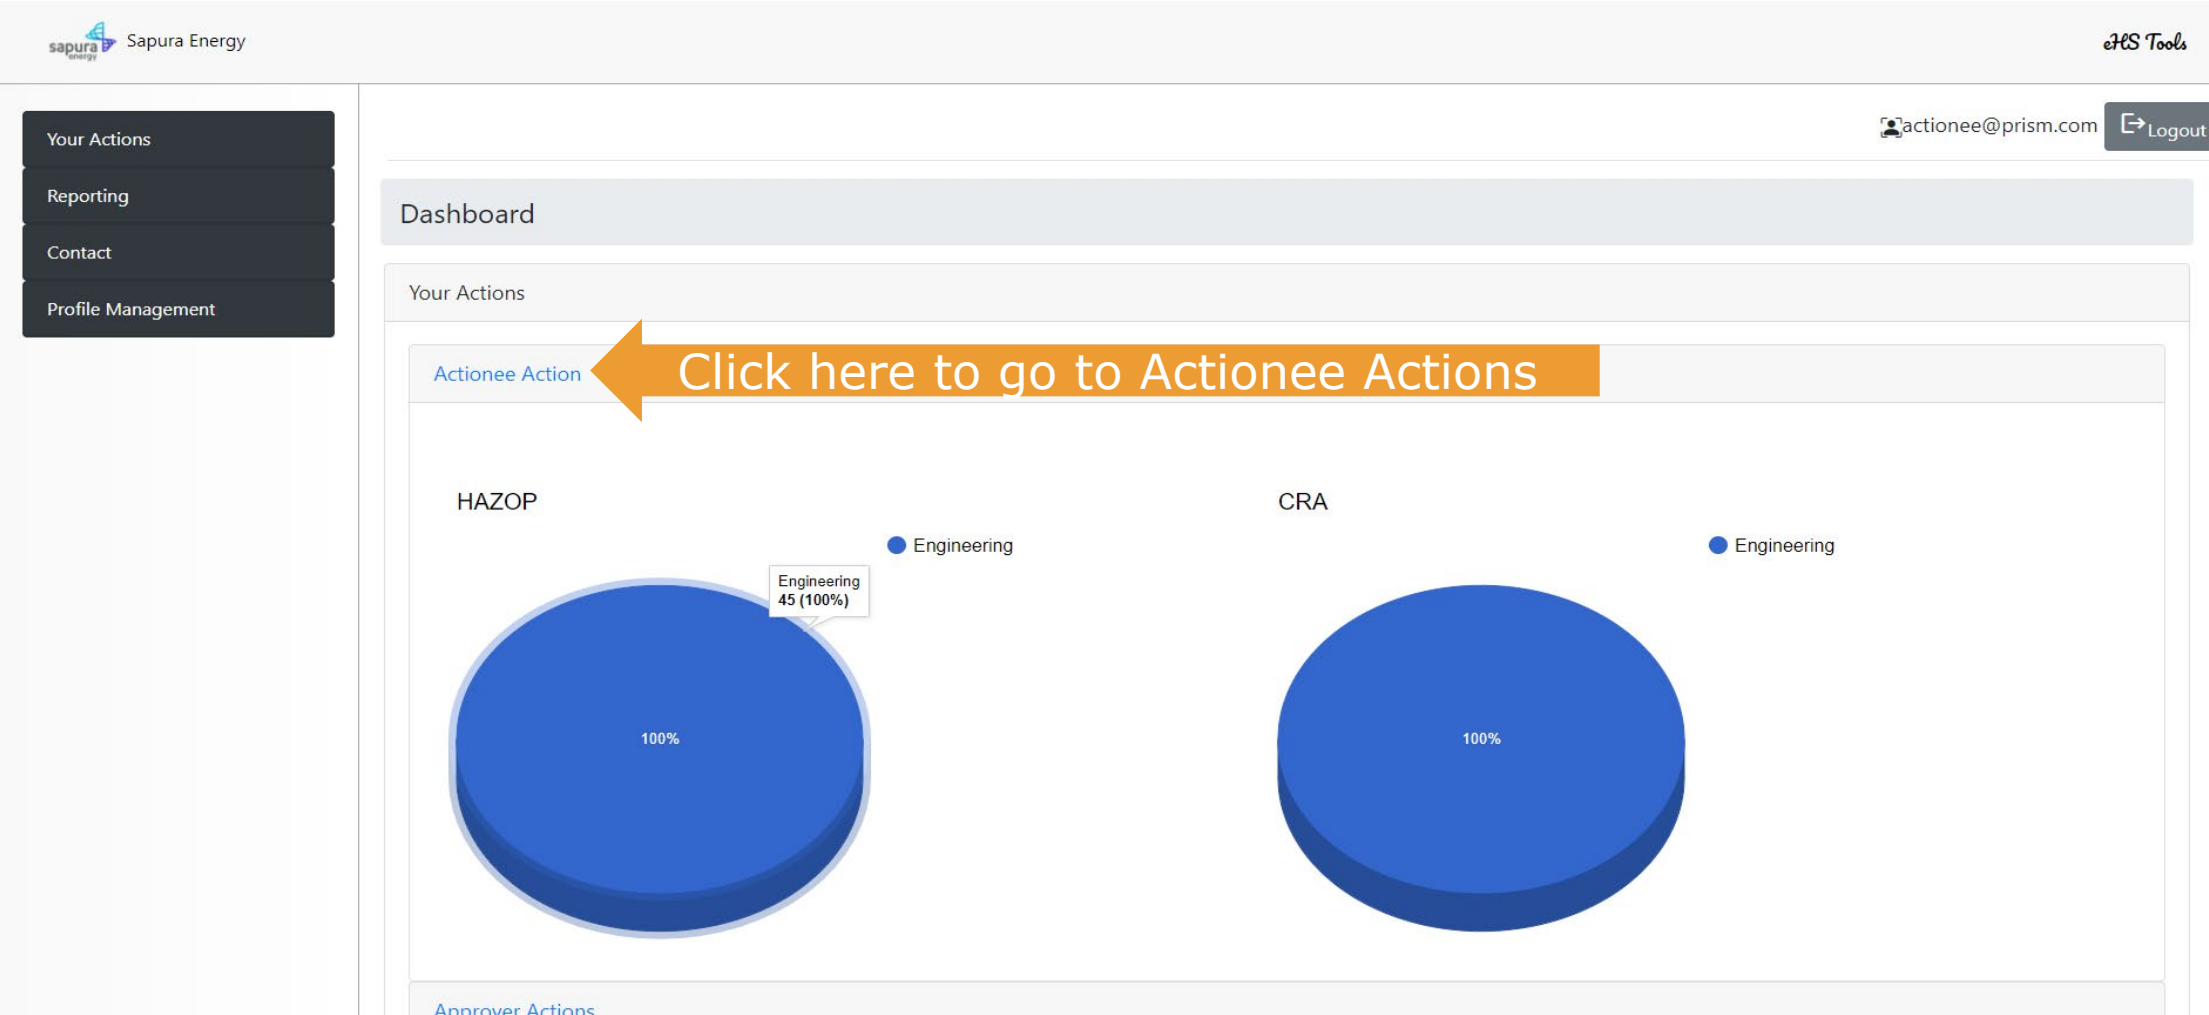 sapura
energy
Sapura Energy
eHS Tools
Your Actions
Reporting
Contact
Profile Management
actionee@prism.com
Logout
Dashboard
Your Actions
Actionee Action
Click here to go to Actionee Actions
HAZOP
Engineering
Engineering
45 (100%)
100%
CRA
Engineering
100%
Approver Actions